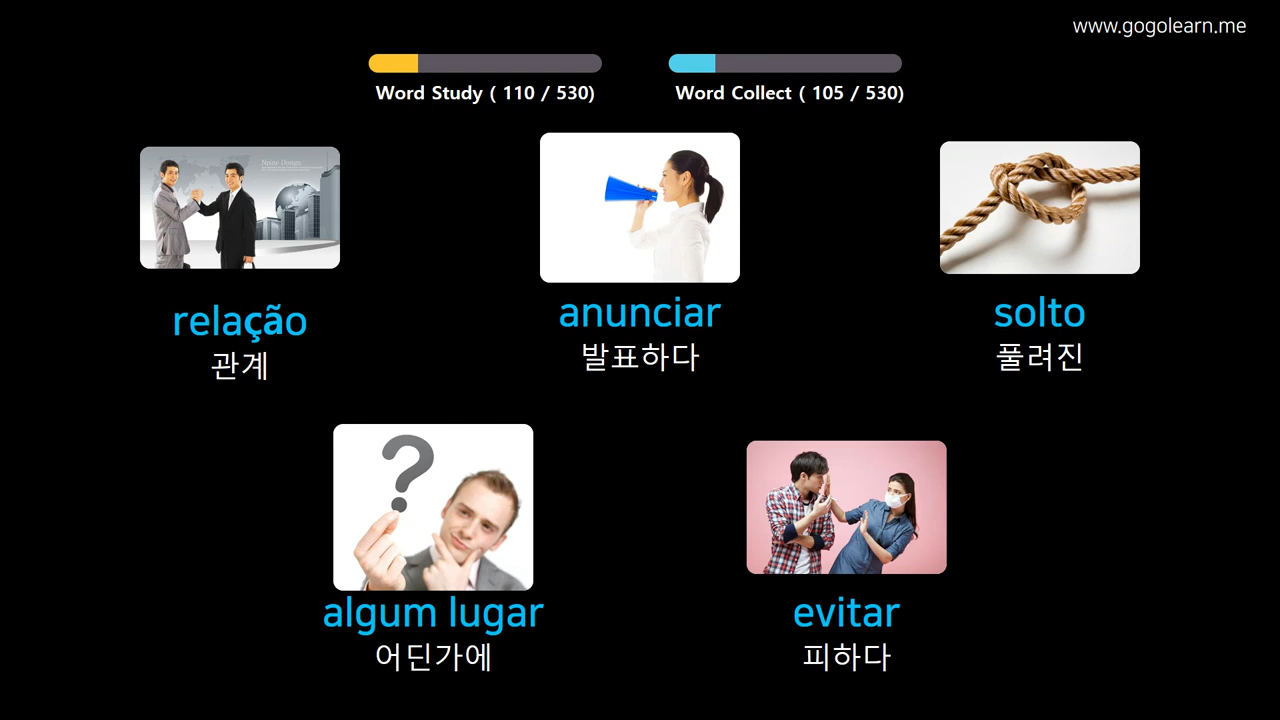 www.gogolearn.me
Word Study ( 110 / 530)
Word Collect ( 105 / 530)
relação
관계
anunciar
발표하다
solto
풀려진
algum lugar
어딘가에
evitar
피하다